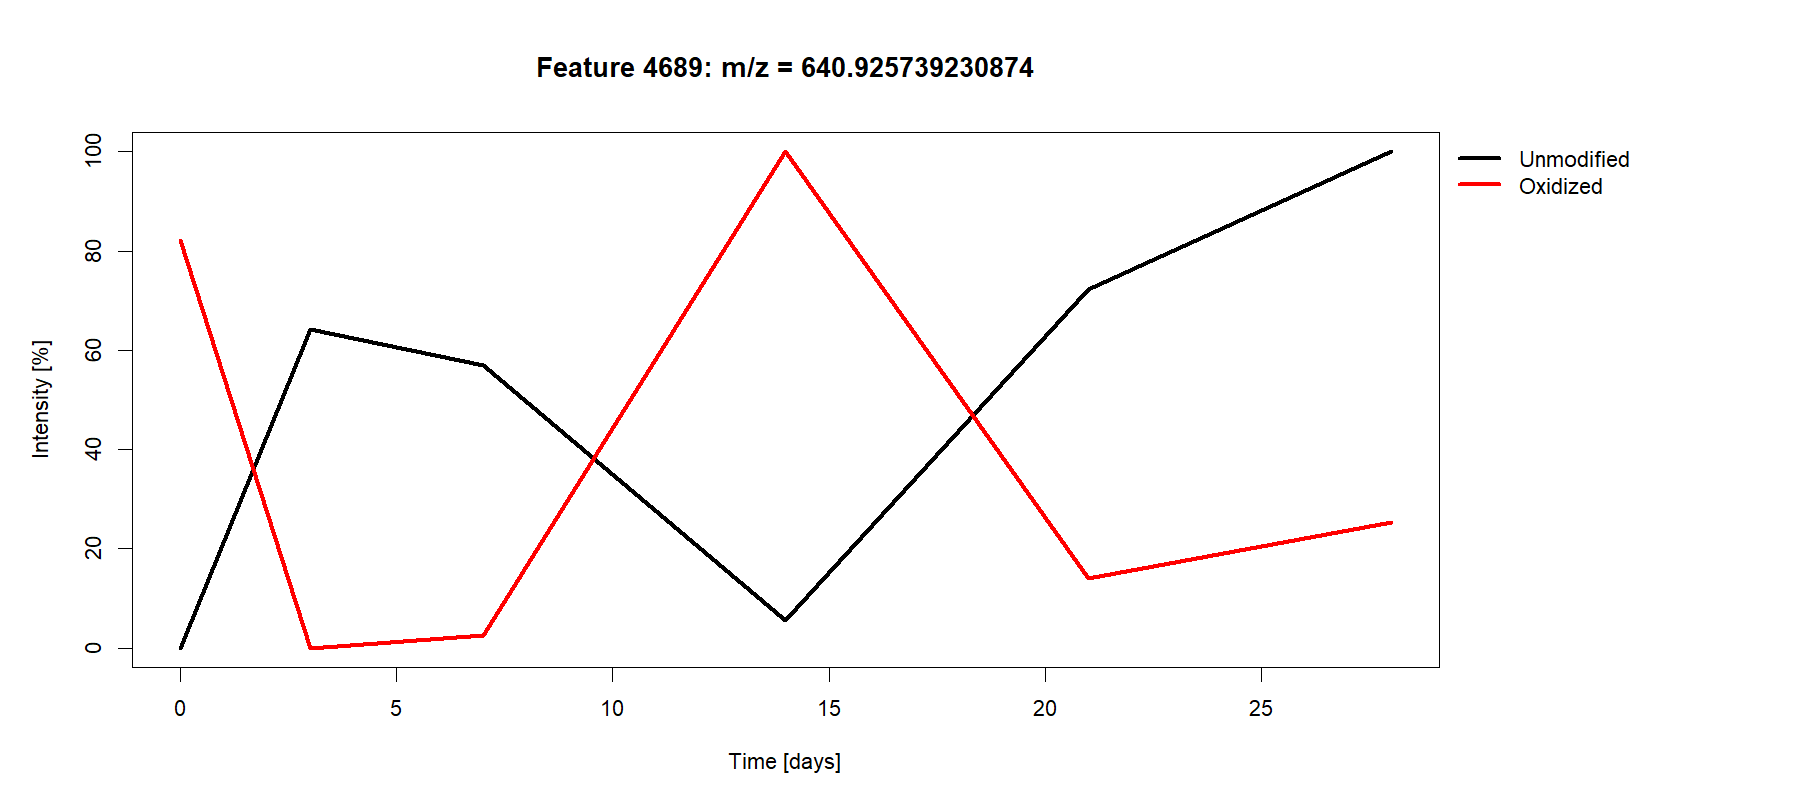 Feature 4689: m/z = 640.925739230874
Unmodified
Oxidized
Intensity [%]
100
80
60
40
20
0
0 5 10 15 20 25
Time [days]